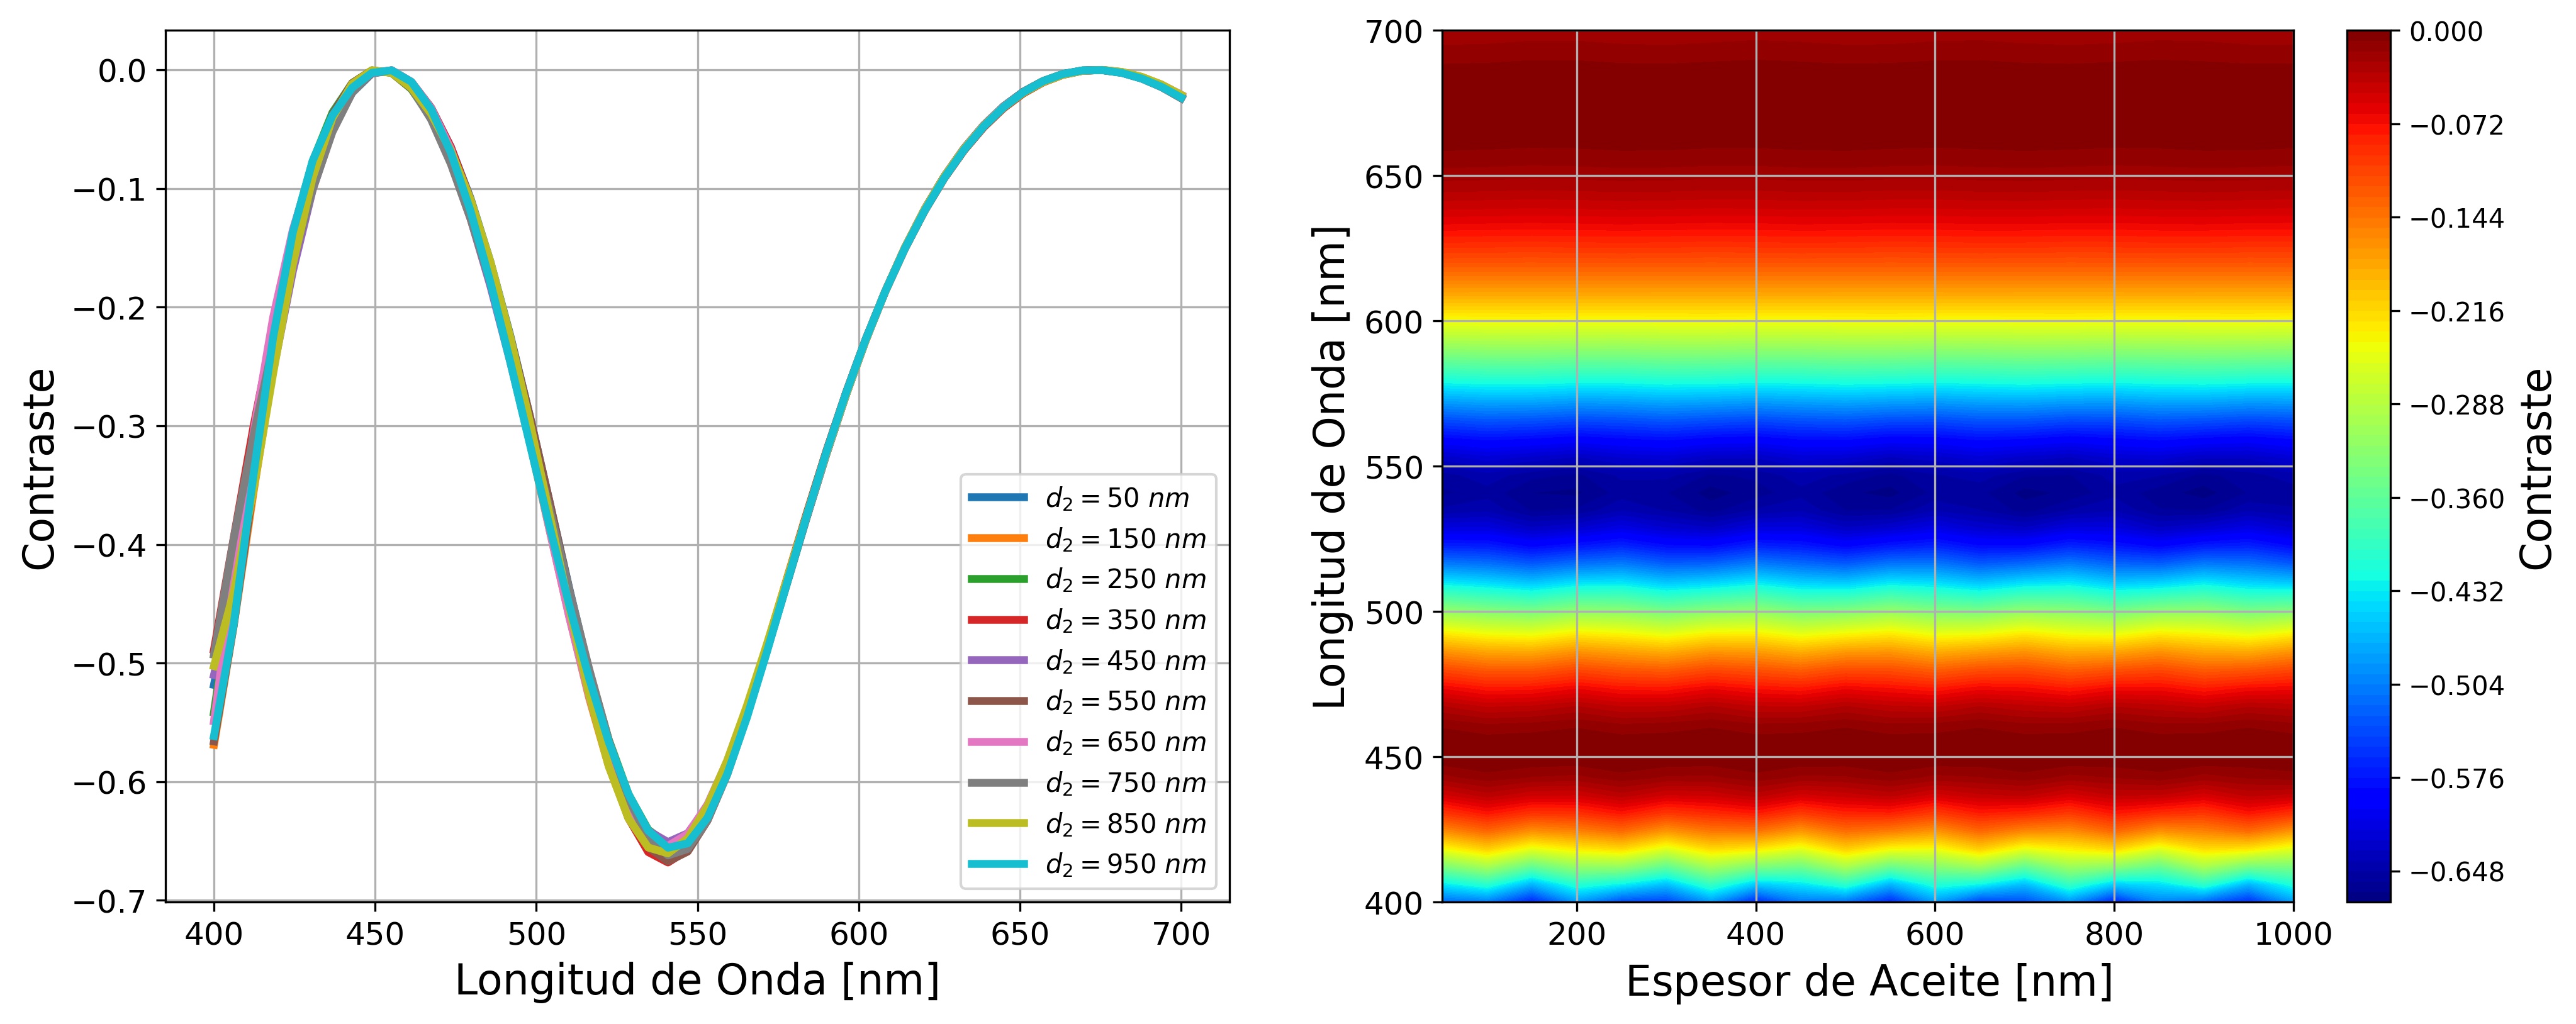 0.0
−0.1
−0.2
−0.3
−0.4
−0.5
−0.6
−0.7
Contraste
400 450 500 550 600 650 700
Longitud de Onda [nm]
d₂ = 50 nm
d₂ = 150 nm
d₂ = 250 nm
d₂ = 350 nm
d₂ = 450 nm
d₂ = 550 nm
d₂ = 650 nm
d₂ = 750 nm
d₂ = 850 nm
d₂ = 950 nm
700
650
600
550
500
450
400
Longitud de Onda [nm]
200 400 600 800 1000
Espesor de Aceite [nm]
0.000
−0.072
−0.144
−0.216
−0.288
−0.360
−0.432
−0.504
−0.576
−0.648
Contraste